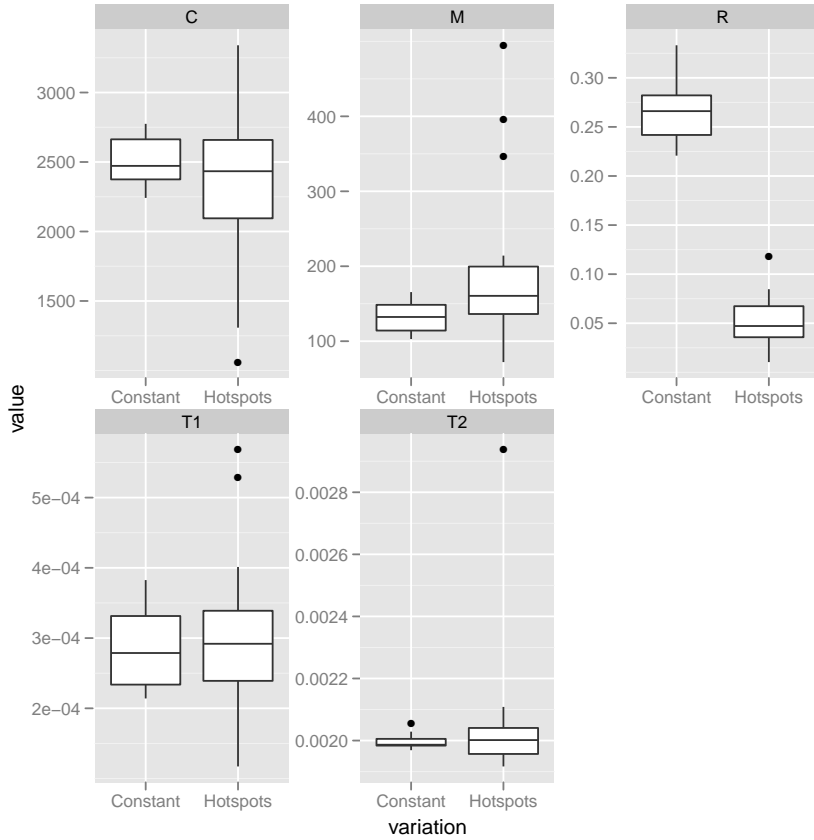 C
M
R
3000
2500
2000
1500
400
300
200
100
0.30
0.25
0.20
0.15
0.10
0.05
Constant Hotspots
Constant Hotspots
Constant Hotspots
value
T1
T2
5e−04
4e−04
3e−04
2e−04
0.0028
0.0026
0.0024
0.0022
0.0020
Constant Hotspots
Constant Hotspots
variation